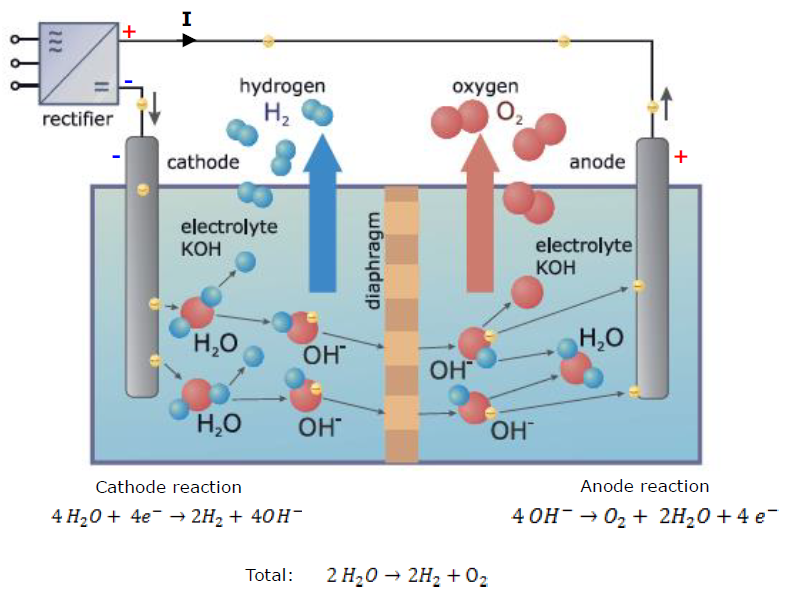 I
+
-
rectifier
hydrogen
H₂
oxygen
O₂
-
cathode
anode
+
electrolyte
KOH
diaphragm
electrolyte
KOH
H₂O
OH⁻
OH⁻
H₂O
H₂O
OH⁻
OH⁻
Cathode reaction
4 H₂O + 4e⁻ → 2H₂ + 4OH⁻
Anode reaction
4 OH⁻ → O₂ + 2H₂O + 4 e⁻
Total: 2 H₂O → 2H₂ + O₂